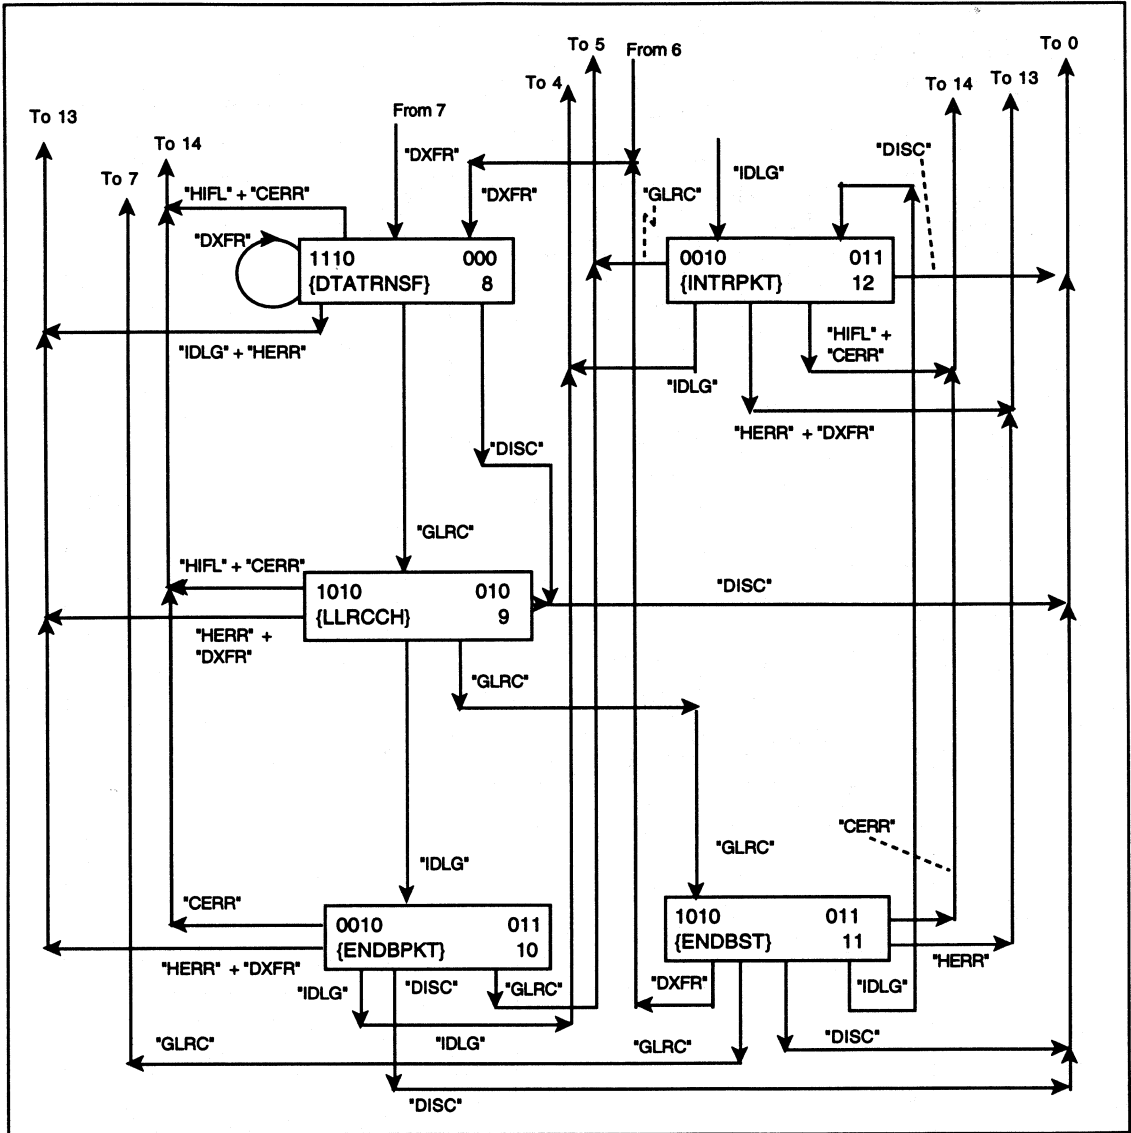 To 0
To 5
From 6
To 4
To 14
To 13
From 7
To 13
To 14
To 7
"DXFR"
"DISC"
"IDLG"
"GLRC"
"HIFL" + "CERR"
"DXFR"
"DXFR"
1110 000
{DTATRNSF} 8
0010 011
{INTRPKT} 12
"IDLG" + "HERR"
"HIFL" +
"CERR"
"IDLG"
"HERR" + "DXFR"
"DISC"
"GLRC"
"HIFL" + "CERR"
1010 010
{LLRCCH} 9
"DISC"
"HERR" +
"DXFR"
"GLRC"
"CERR"
"GLRC"
"IDLG"
"CERR"
0010 011
{ENDBPKT} 10
1010 011
{ENDBST} 11
"HERR" + "DXFR"
"HERR"
"IDLG"
"DISC"
"GLRC"
"DXFR"
"IDLG"
"GLRC"
"IDLG"
"GLRC"
"DISC"
"DISC"